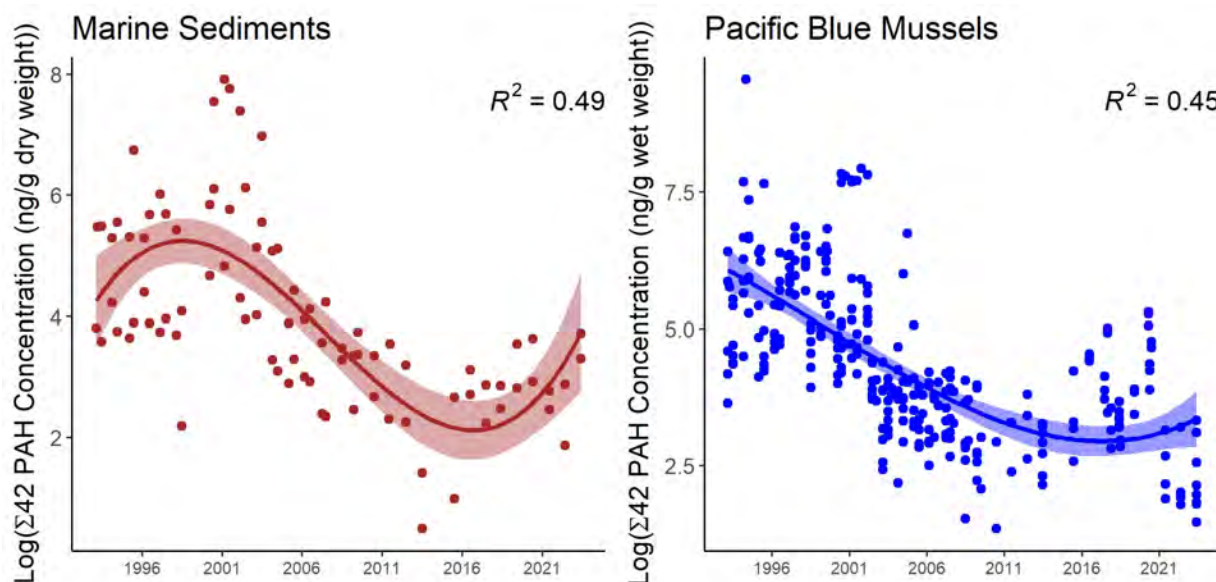 Marine Sediments
Log(Σ42 PAH Concentration (ng/g dry weight))
R² = 0.49
8
6
4
2
1996 2001 2006 2011 2016 2021
Pacific Blue Mussels
Log(Σ42 PAH Concentration (ng/g wet weight))
R² = 0.45
7.5
5.0
2.5
1996 2001 2006 2011 2016 2021